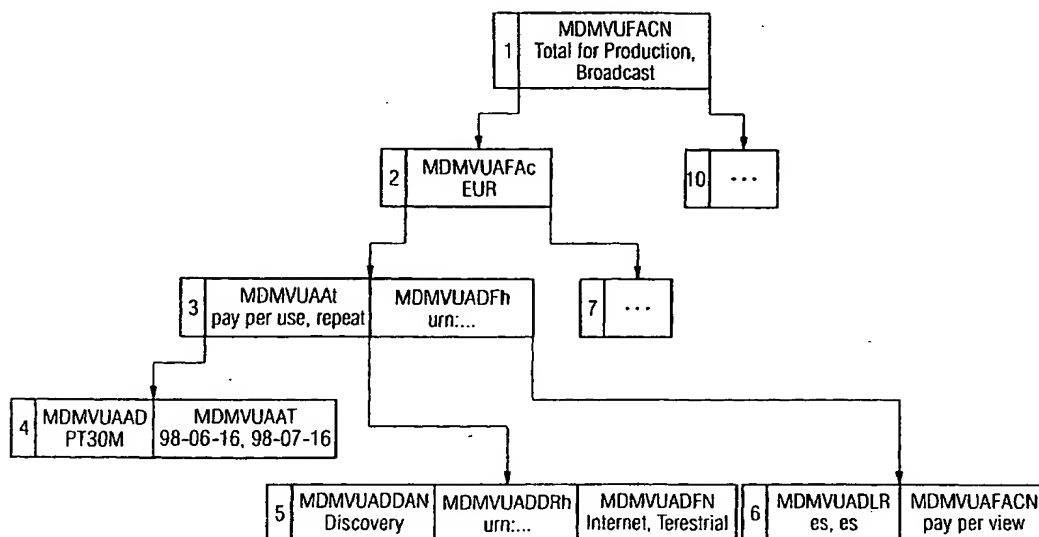 1
MDMVUFACN
Total for Production,
Broadcast
2
MDMVUAFAc
EUR
10
...
3
MDMVUAAt
pay per use, repeat
MDMVUADFh
urn:...
7
...
4
MDMVUAAD
PT30M
MDMVUAAT
98-06-16, 98-07-16
5
MDMVUADDAN
Discovery
MDMVUADDRh
urn:...
MDMVUADFN
Internet, Terestrial
6
MDMVUADLR
es, es
MDMVUFACN
pay per view